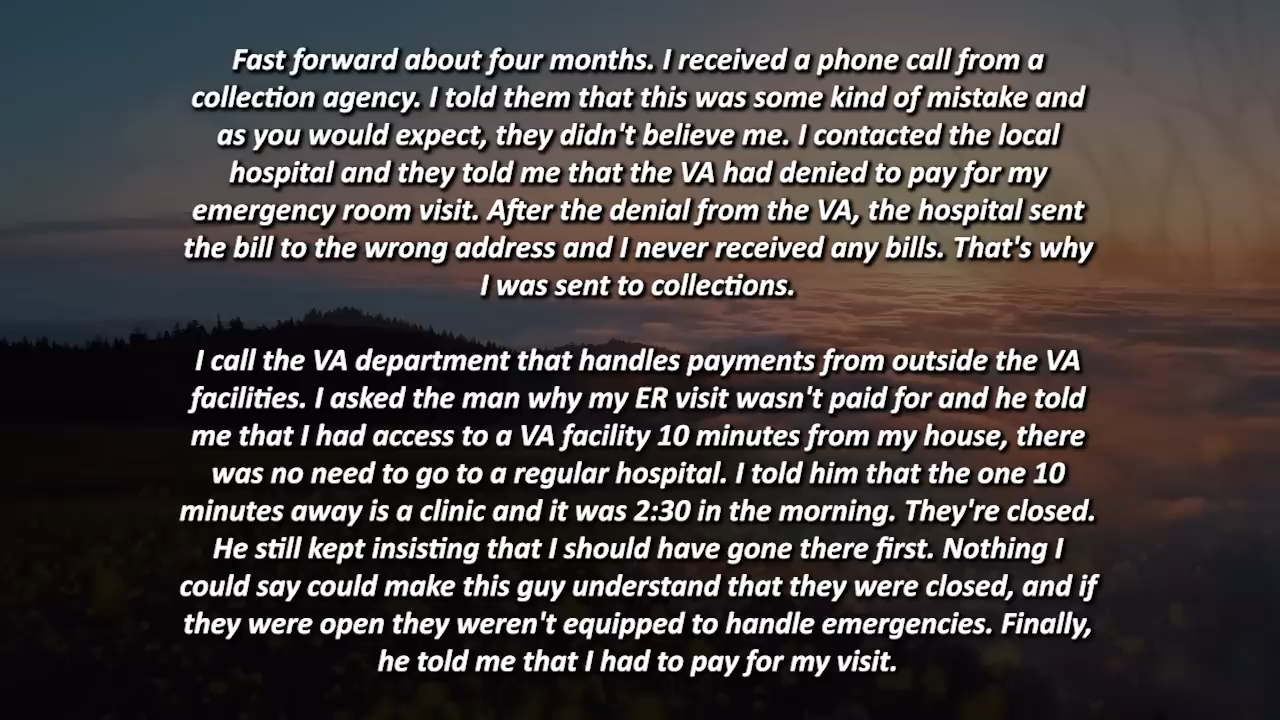 Fast forward about four months. I received a phone call from a
collection agency. I told them that this was some kind of mistake and
as you would expect, they didn't believe me. I contacted the local
hospital and they told me that the VA had denied to pay for my
emergency room visit. After the denial from the VA, the hospital sent
the bill to the wrong address and I never received any bills. That's why
I was sent to collections.
I call the VA department that handles payments from outside the VA
facilities. I asked the man why my ER visit wasn't paid for and he told
me that I had access to a VA facility 10 minutes from my house, there
was no need to go to a regular hospital. I told him that the one 10
minutes away is a clinic and it was 2:30 in the morning. They're closed.
He still kept insisting that I should have gone there first. Nothing I
could say could make this guy understand that they were closed, and if
they were open they weren't equipped to handle emergencies. Finally,
he told me that I had to pay for my visit.